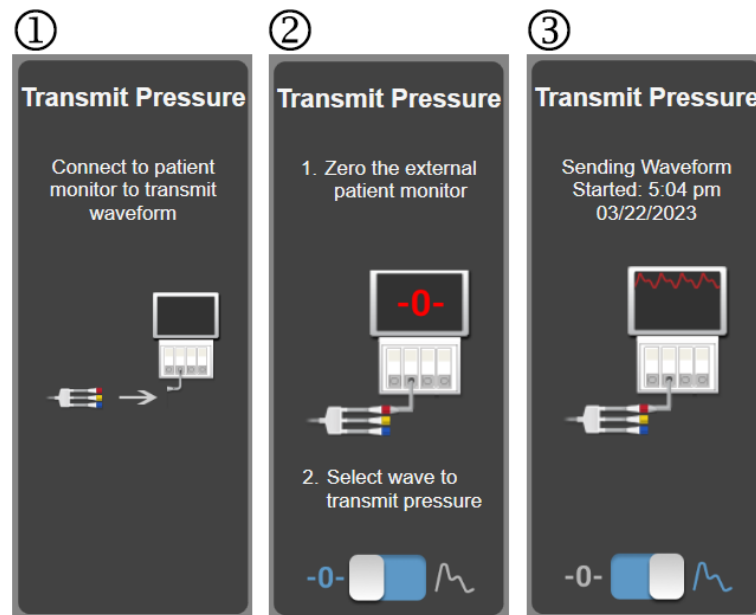 ①
Transmit Pressure
Connect to patient
monitor to transmit
waveform
②
Transmit Pressure
1. Zero the external
patient monitor
-0-
2. Select wave to
transmit pressure
-0-
③
Transmit Pressure
Sending Waveform
Started: 5:04 pm
03/22/2023
-0-